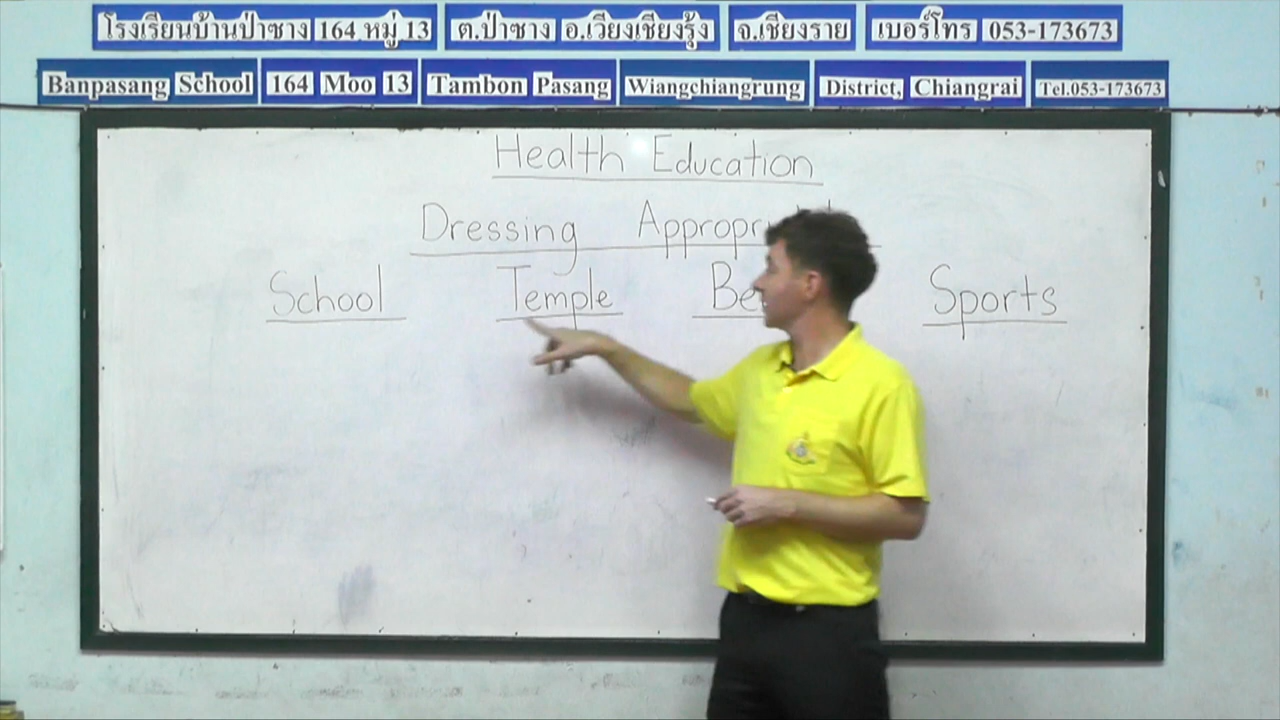 โรงเรียนบ้านป่าซาง 164 หมู่ 13 ต.ป่าซาง อ.เวียงเชียงรุ้ง จ.เชียงราย เบอร์โทร 053-173673
Banpasang School 164 Moo 13 Tambon Pasang Wiangchiangrung District, Chiangrai Tel.053-173673
Health Education
Dressing
School Temple Sports